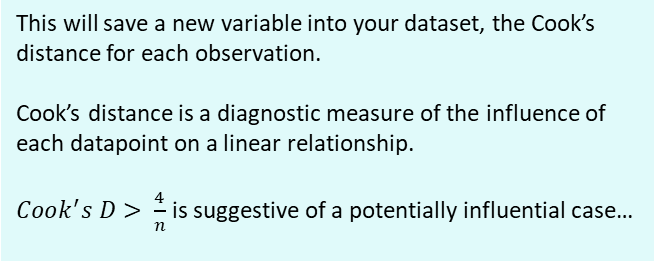 This will save a new variable into your dataset, the Cook’s
distance for each observation.
Cook’s distance is a diagnostic measure of the influence of
each datapoint on a linear relationship.
Cook's D > 4/n is suggestive of a potentially influential case...